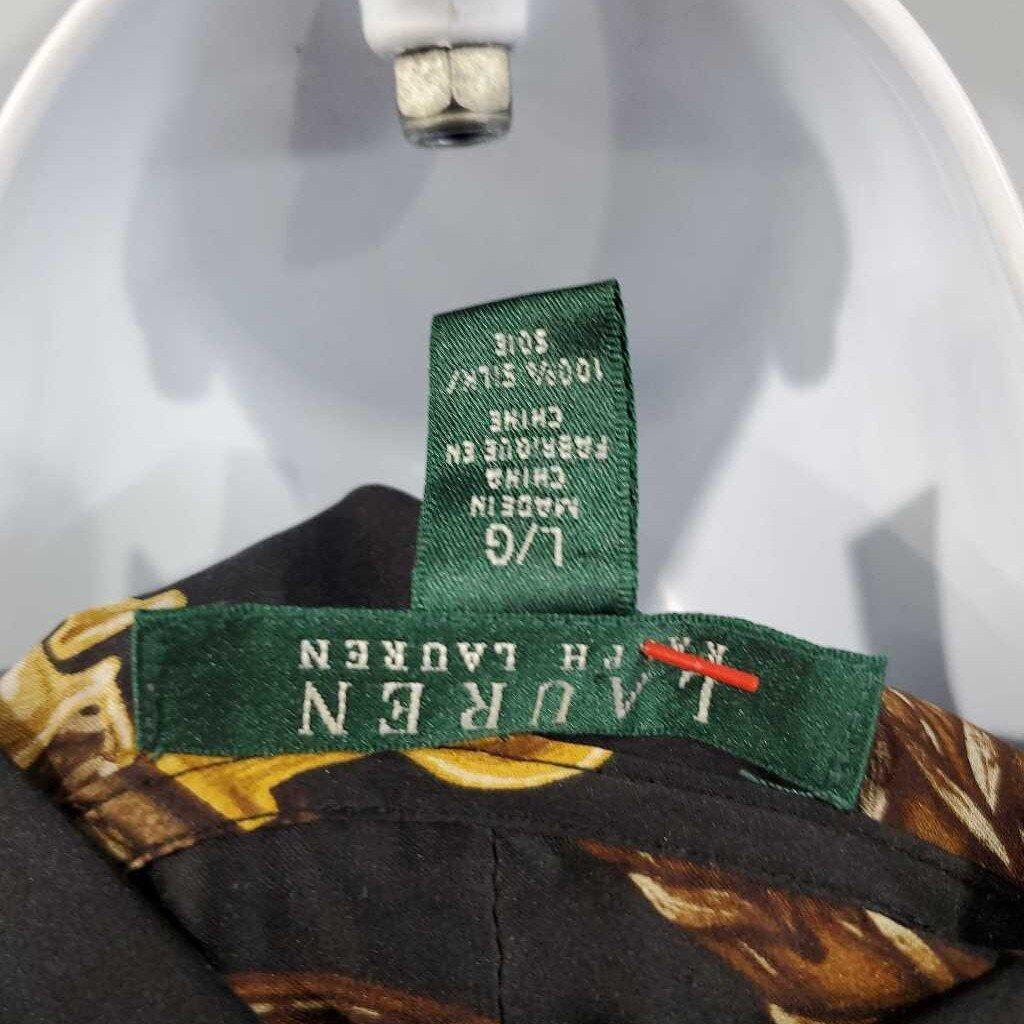 LAUREN
RALPH LAUREN
L/G
MADE IN
CHINA
FABRIQUE EN
CHINE
100% SILK/
SOIE